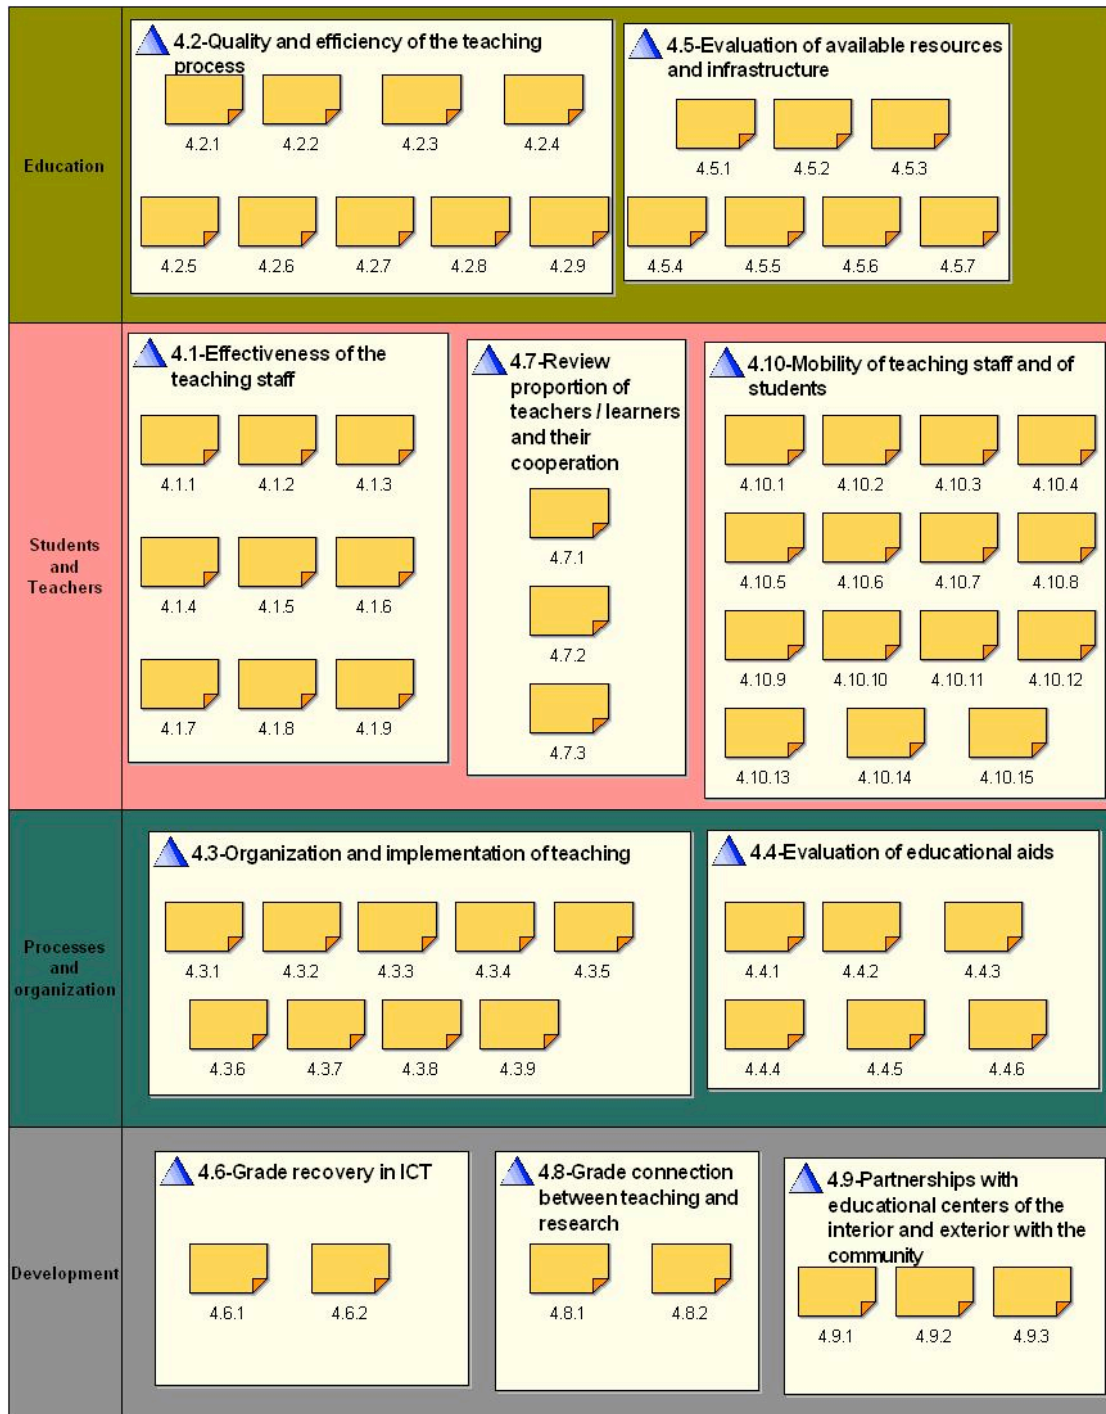 Education
4.2-Quality and efficiency of the teaching
process
4.2.1 4.2.2 4.2.3 4.2.4
4.2.5 4.2.6 4.2.7 4.2.8 4.2.9
4.5-Evaluation of available resources
and infrastructure
4.5.1 4.5.2 4.5.3
4.5.4 4.5.5 4.5.6 4.5.7
Students
and
Teachers
4.1-Effectiveness of the
teaching staff
4.1.1 4.1.2 4.1.3
4.1.4 4.1.5 4.1.6
4.1.7 4.1.8 4.1.9
4.7-Review
proportion of
teachers / learners
and their
cooperation
4.7.1
4.7.2
4.7.3
4.10-Mobility of teaching staff and of
students
4.10.1 4.10.2 4.10.3 4.10.4
4.10.5 4.10.6 4.10.7 4.10.8
4.10.9 4.10.10 4.10.11 4.10.12
4.10.13 4.10.14 4.10.15
Processes
and
organization
4.3-Organization and implementation of teaching
4.3.1 4.3.2 4.3.3 4.3.4 4.3.5
4.3.6 4.3.7 4.3.8 4.3.9
4.4-Evaluation of educational aids
4.4.1 4.4.2 4.4.3
4.4.4 4.4.5 4.4.6
Development
4.6-Grade recovery in ICT
4.6.1 4.6.2
4.8-Grade connection
between teaching and
research
4.8.1 4.8.2
4.9-Partnerships with
educational centers of the
interior and exterior with the
community
4.9.1 4.9.2 4.9.3